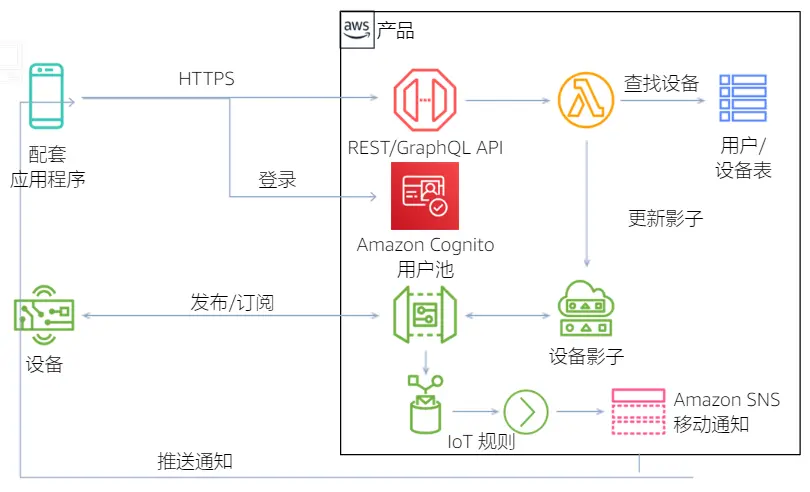 aws 产品
HTTPS
查找设备
REST/GraphQL API
配套
应用程序
用户/
设备表
登录
更新影子
Amazon Cognito
用户池
发布/订阅
设备影子
设备
Amazon SNS
移动通知
IoT 规则
推送通知